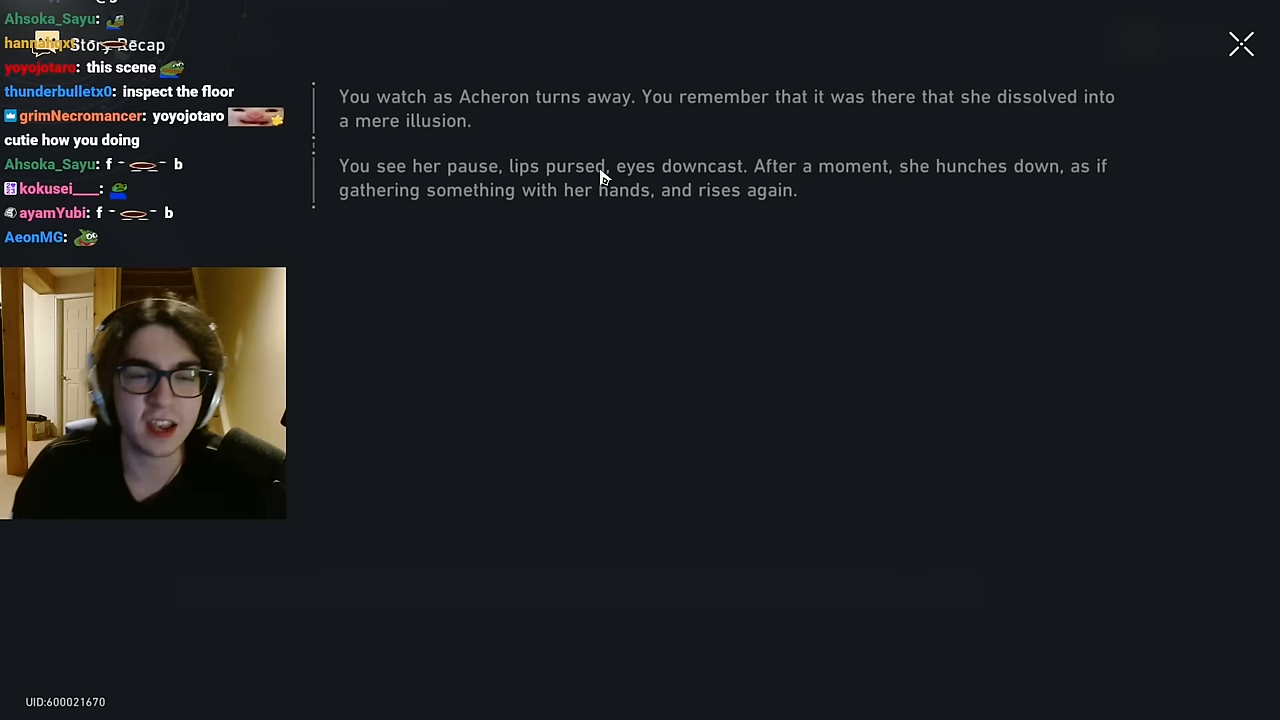 Ahsoka_Sayu:
hannahqxt:
Story Recap
yoyojotaro: this scene
thunderbulletx0: inspect the floor
grimNecromancer: yoyojotaro
cutie how you doing
Ahsoka_Sayu: f b
kokusei___:
ayamYubi: f b
AeonMG:
You watch as Acheron turns away. You remember that it was there that she dissolved into
a mere illusion.
You see her pause, lips pursed, eyes downcast. After a moment, she hunches down, as if
gathering something with her hands, and rises again.
UID:600021670